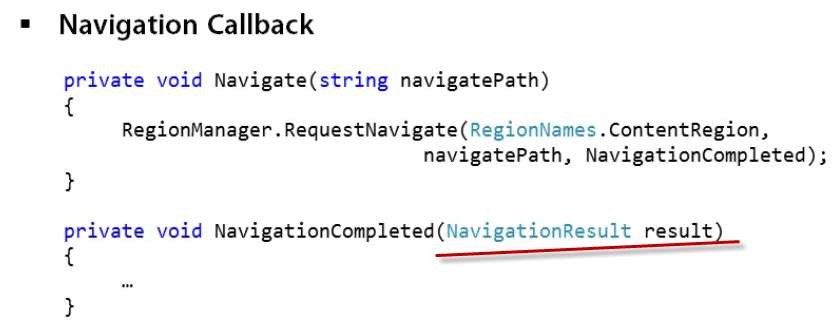 ▪ Navigation Callback
private void Navigate(string navigatePath)
{
RegionManager.RequestNavigate(RegionNames.ContentRegion,
navigatePath, NavigationCompleted);
}
private void NavigationCompleted(NavigationResult result)
{
…
}